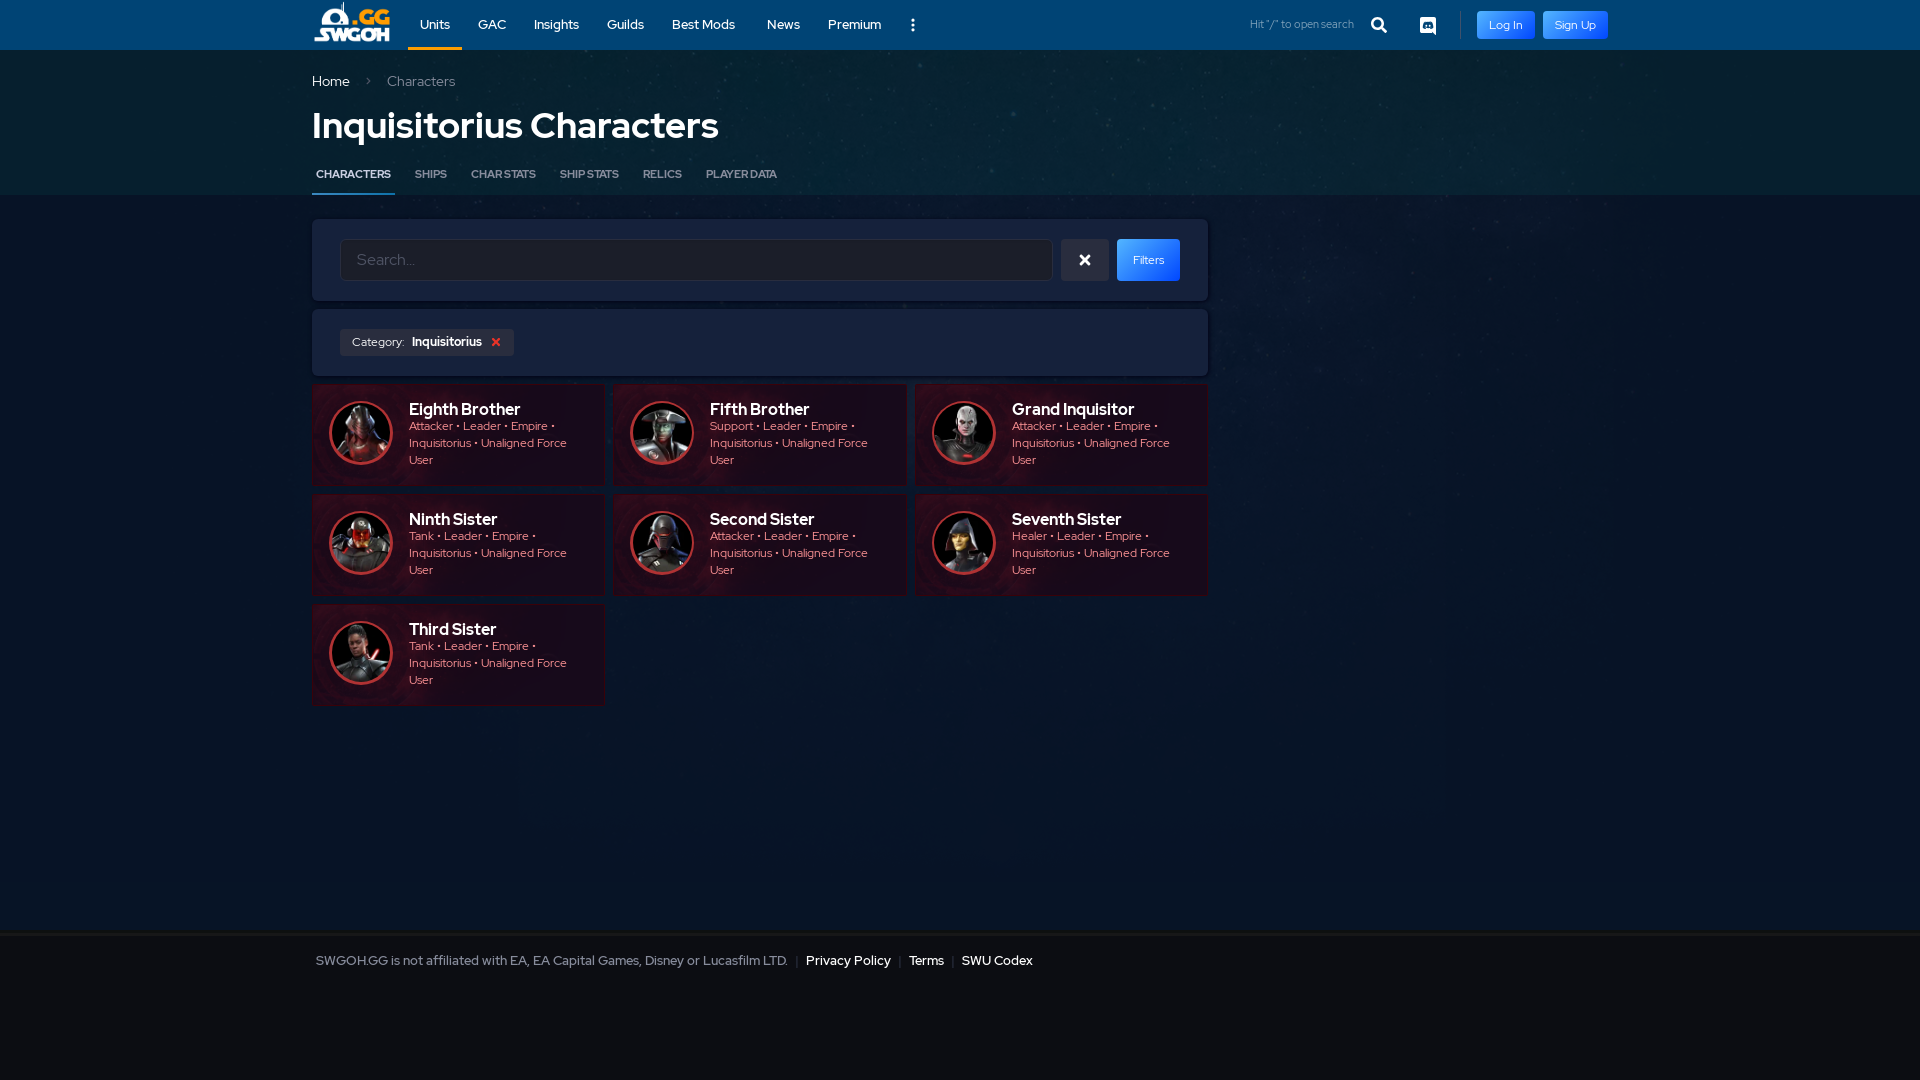 .GG
SWGOH
Units
GAC
Insights
Guilds
Best Mods
News
Premium
Hit "/" to open search
Log In
Sign Up
Home
Characters
Inquisitorius Characters
CHARACTERS
SHIPS
CHAR STATS
SHIP STATS
RELICS
PLAYER DATA
Search...
Filters
Category: Inquisitorius
Eighth Brother
Attacker • Leader • Empire •
Inquisitorius • Unaligned Force
User
Fifth Brother
Support • Leader • Empire •
Inquisitorius • Unaligned Force
User
Grand Inquisitor
Attacker • Leader • Empire •
Inquisitorius • Unaligned Force
User
Ninth Sister
Tank • Leader • Empire •
Inquisitorius • Unaligned Force
User
Second Sister
Attacker • Leader • Empire •
Inquisitorius • Unaligned Force
User
Seventh Sister
Healer • Leader • Empire •
Inquisitorius • Unaligned Force
User
Third Sister
Tank • Leader • Empire •
Inquisitorius • Unaligned Force
User
SWGOH.GG is not affiliated with EA, EA Capital Games, Disney or Lucasfilm LTD. | Privacy Policy | Terms | SWU Codex